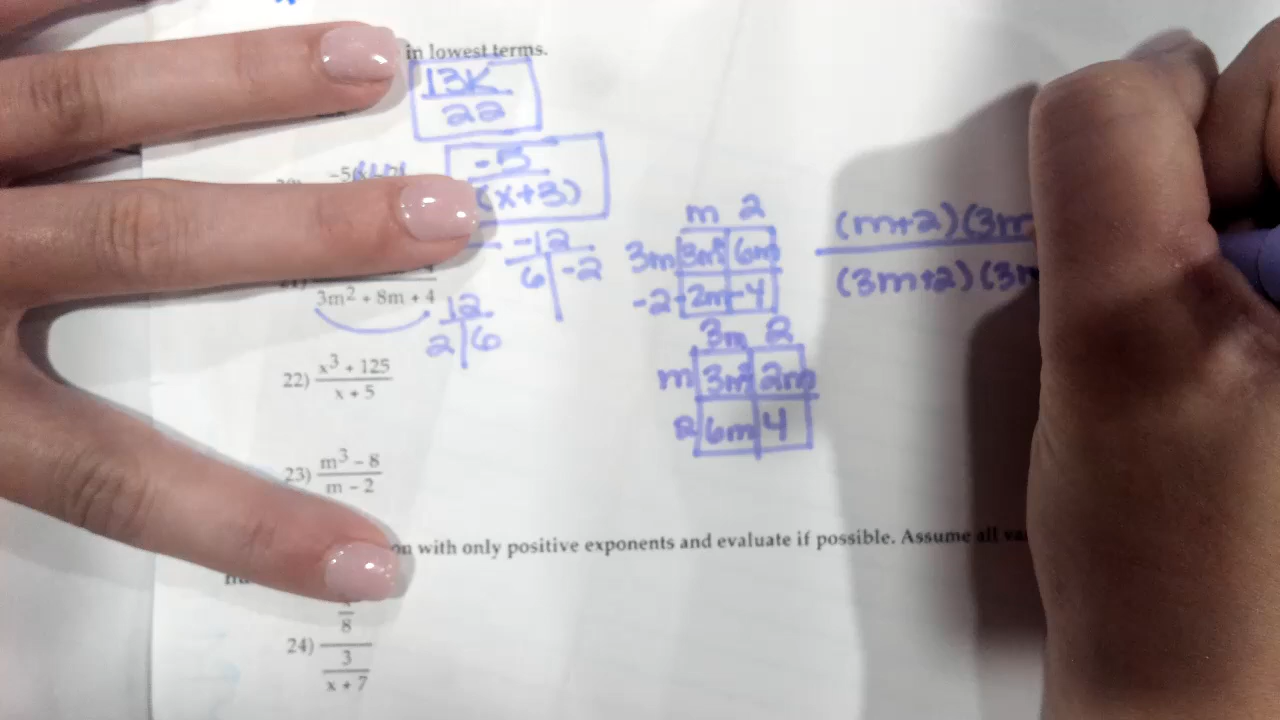 in lowest terms.
13K
22
-5
-5
(x+3)
-12
6 -2
3m² + 8m + 4
12
2 6
m 2
3m 3m² 6m
-2 -2m -4
3m 2
m 3m² 2m
2 6m 4
(m+2)(3m
(3m+2)(3m
22) x³ + 125
x + 5
23) m³ - 8
m - 2
on with only positive exponents and evaluate if possible. Assume all
24)
8
3
x + 7